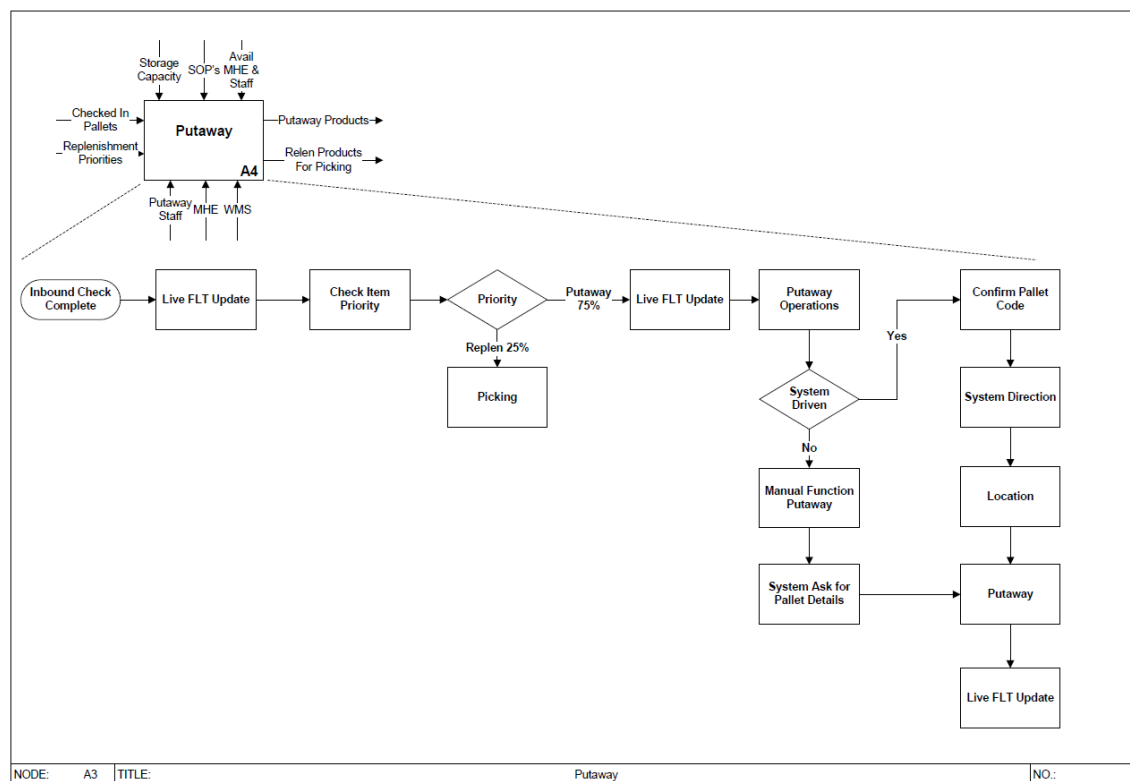 Storage
Capacity
SOP's
Avail
MHE &
Staff
Checked In
Pallets
Replenishment
Priorities
Putaway
A4
Putaway Products
Relen Products
For Picking
Putaway
Staff
MHE
WMS
Inbound Check
Complete
Live FLT Update
Check Item
Priority
Priority
Putaway
75%
Live FLT Update
Putaway
Operations
Confirm Pallet
Code
Yes
Replen 25%
Picking
System
Driven
System Direction
No
Manual Function
Putaway
Location
System Ask for
Pallet Details
Putaway
Live FLT Update
NODE: A3 TITLE: Putaway NO.: